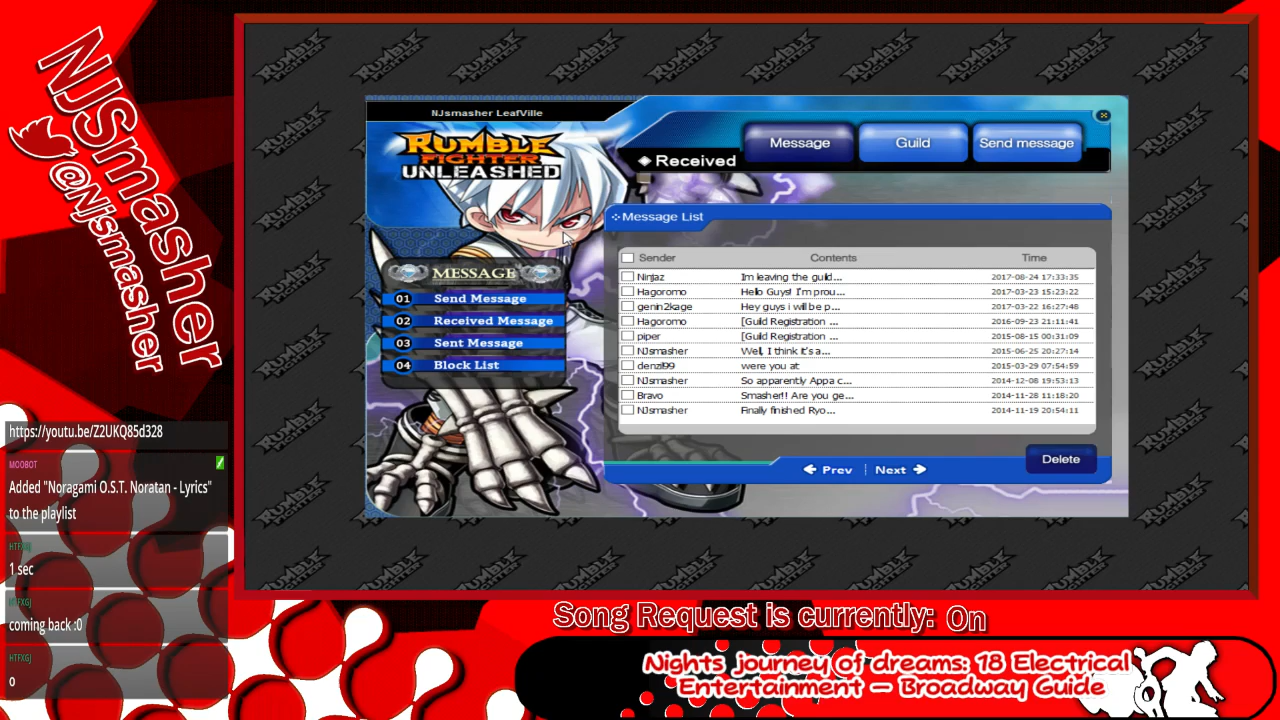 NJSmasher
@NJsmasher
NJsmasher LeafVille
RUMBLE
FIGHTER
UNLEASHED
Message
Guild
Send message
Received
Message List
MESSAGE
01 Send Message
02 Received Message
03 Sent Message
04 Block List
Sender Contents Time
Ninjaz Im leaving the guild... 2017-08-24 17:33:35
Hagoromo Hello Guys! I'm prou... 2017-03-23 15:23:22
genin2kage Hey guys i will be p... 2017-03-22 16:27:48
Hagoromo [Guild Registration ... 2016-09-23 21:11:41
piper [Guild Registration ... 2015-08-15 00:31:09
NJsmasher Well, I think it's a... 2015-06-25 20:27:14
denzil99 were you at 2015-03-29 07:54:59
NJsmasher So apparently Appa c... 2014-12-08 19:53:13
Bravo Smasher!! Are you ge... 2014-11-28 11:18:20
NJsmasher Finally finished Ryo... 2014-11-19 20:54:11
Prev | Next
Delete
https://youtu.be/Z2UKQ85d328
MOOBOT
Added "Noragami O.S.T. Noratan - Lyrics"
to the playlist
HTFXGJ
1 sec
HTFXGJ
coming back :0
HTFXGJ
o
Song Request is currently: On
Nights journey of dreams: 18 Electrical
Entertainment – Broadway Guide
RUMBLE
FIGHTER